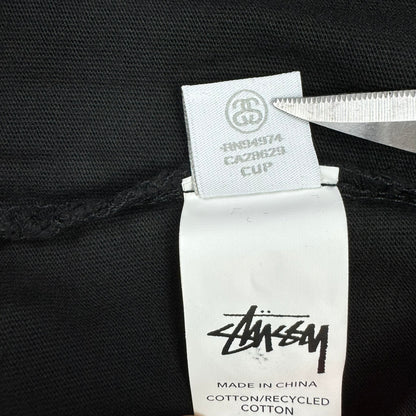 RN94974
CA28629
CUP
STÜSSY
MADE IN CHINA
COTTON/RECYCLED
COTTON